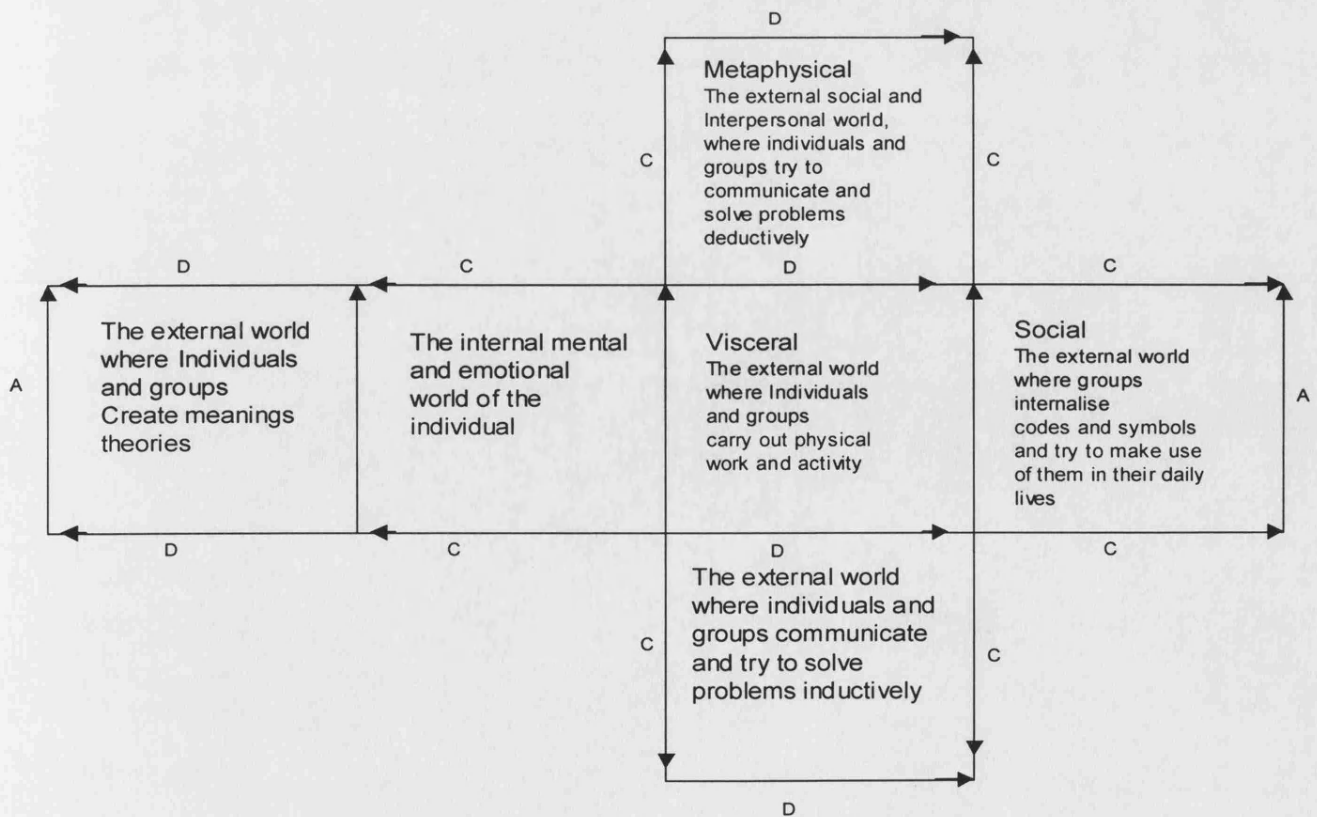 D
Metaphysical
The external social and
Interpersonal world,
where individuals and
groups try to
communicate and
solve problems
deductively
C
C
D
C
D
C
A
The external world
where Individuals
and groups
Create meanings
theories
The internal mental
and emotional
world of the
individual
Visceral
The external world
where Individuals
and groups
carry out physical
work and activity
Social
The external world
where groups
internalise
codes and symbols
and try to make use
of them in their daily
lives
A
D
C
D
C
The external world
where individuals and
groups communicate
and try to solve
problems inductively
C
C
D